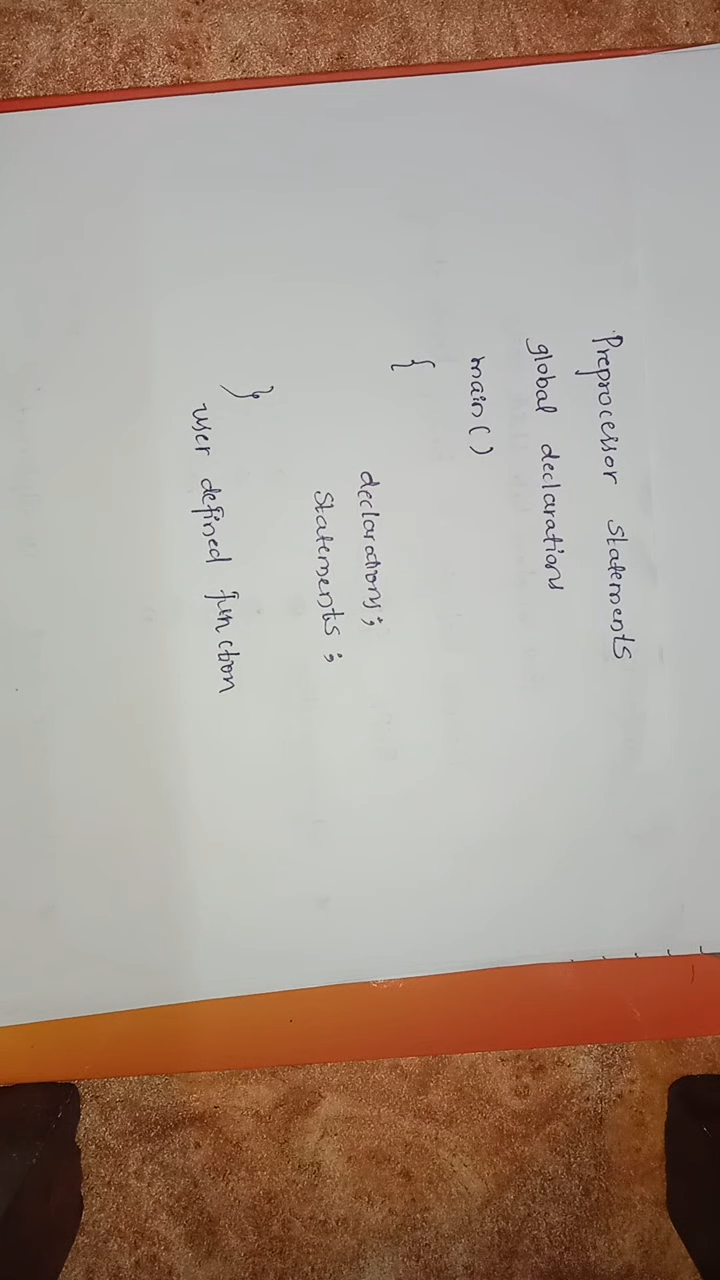 Preprocessor statements
global declarations
main()
{
declarations;
Statements;
}
user defined function